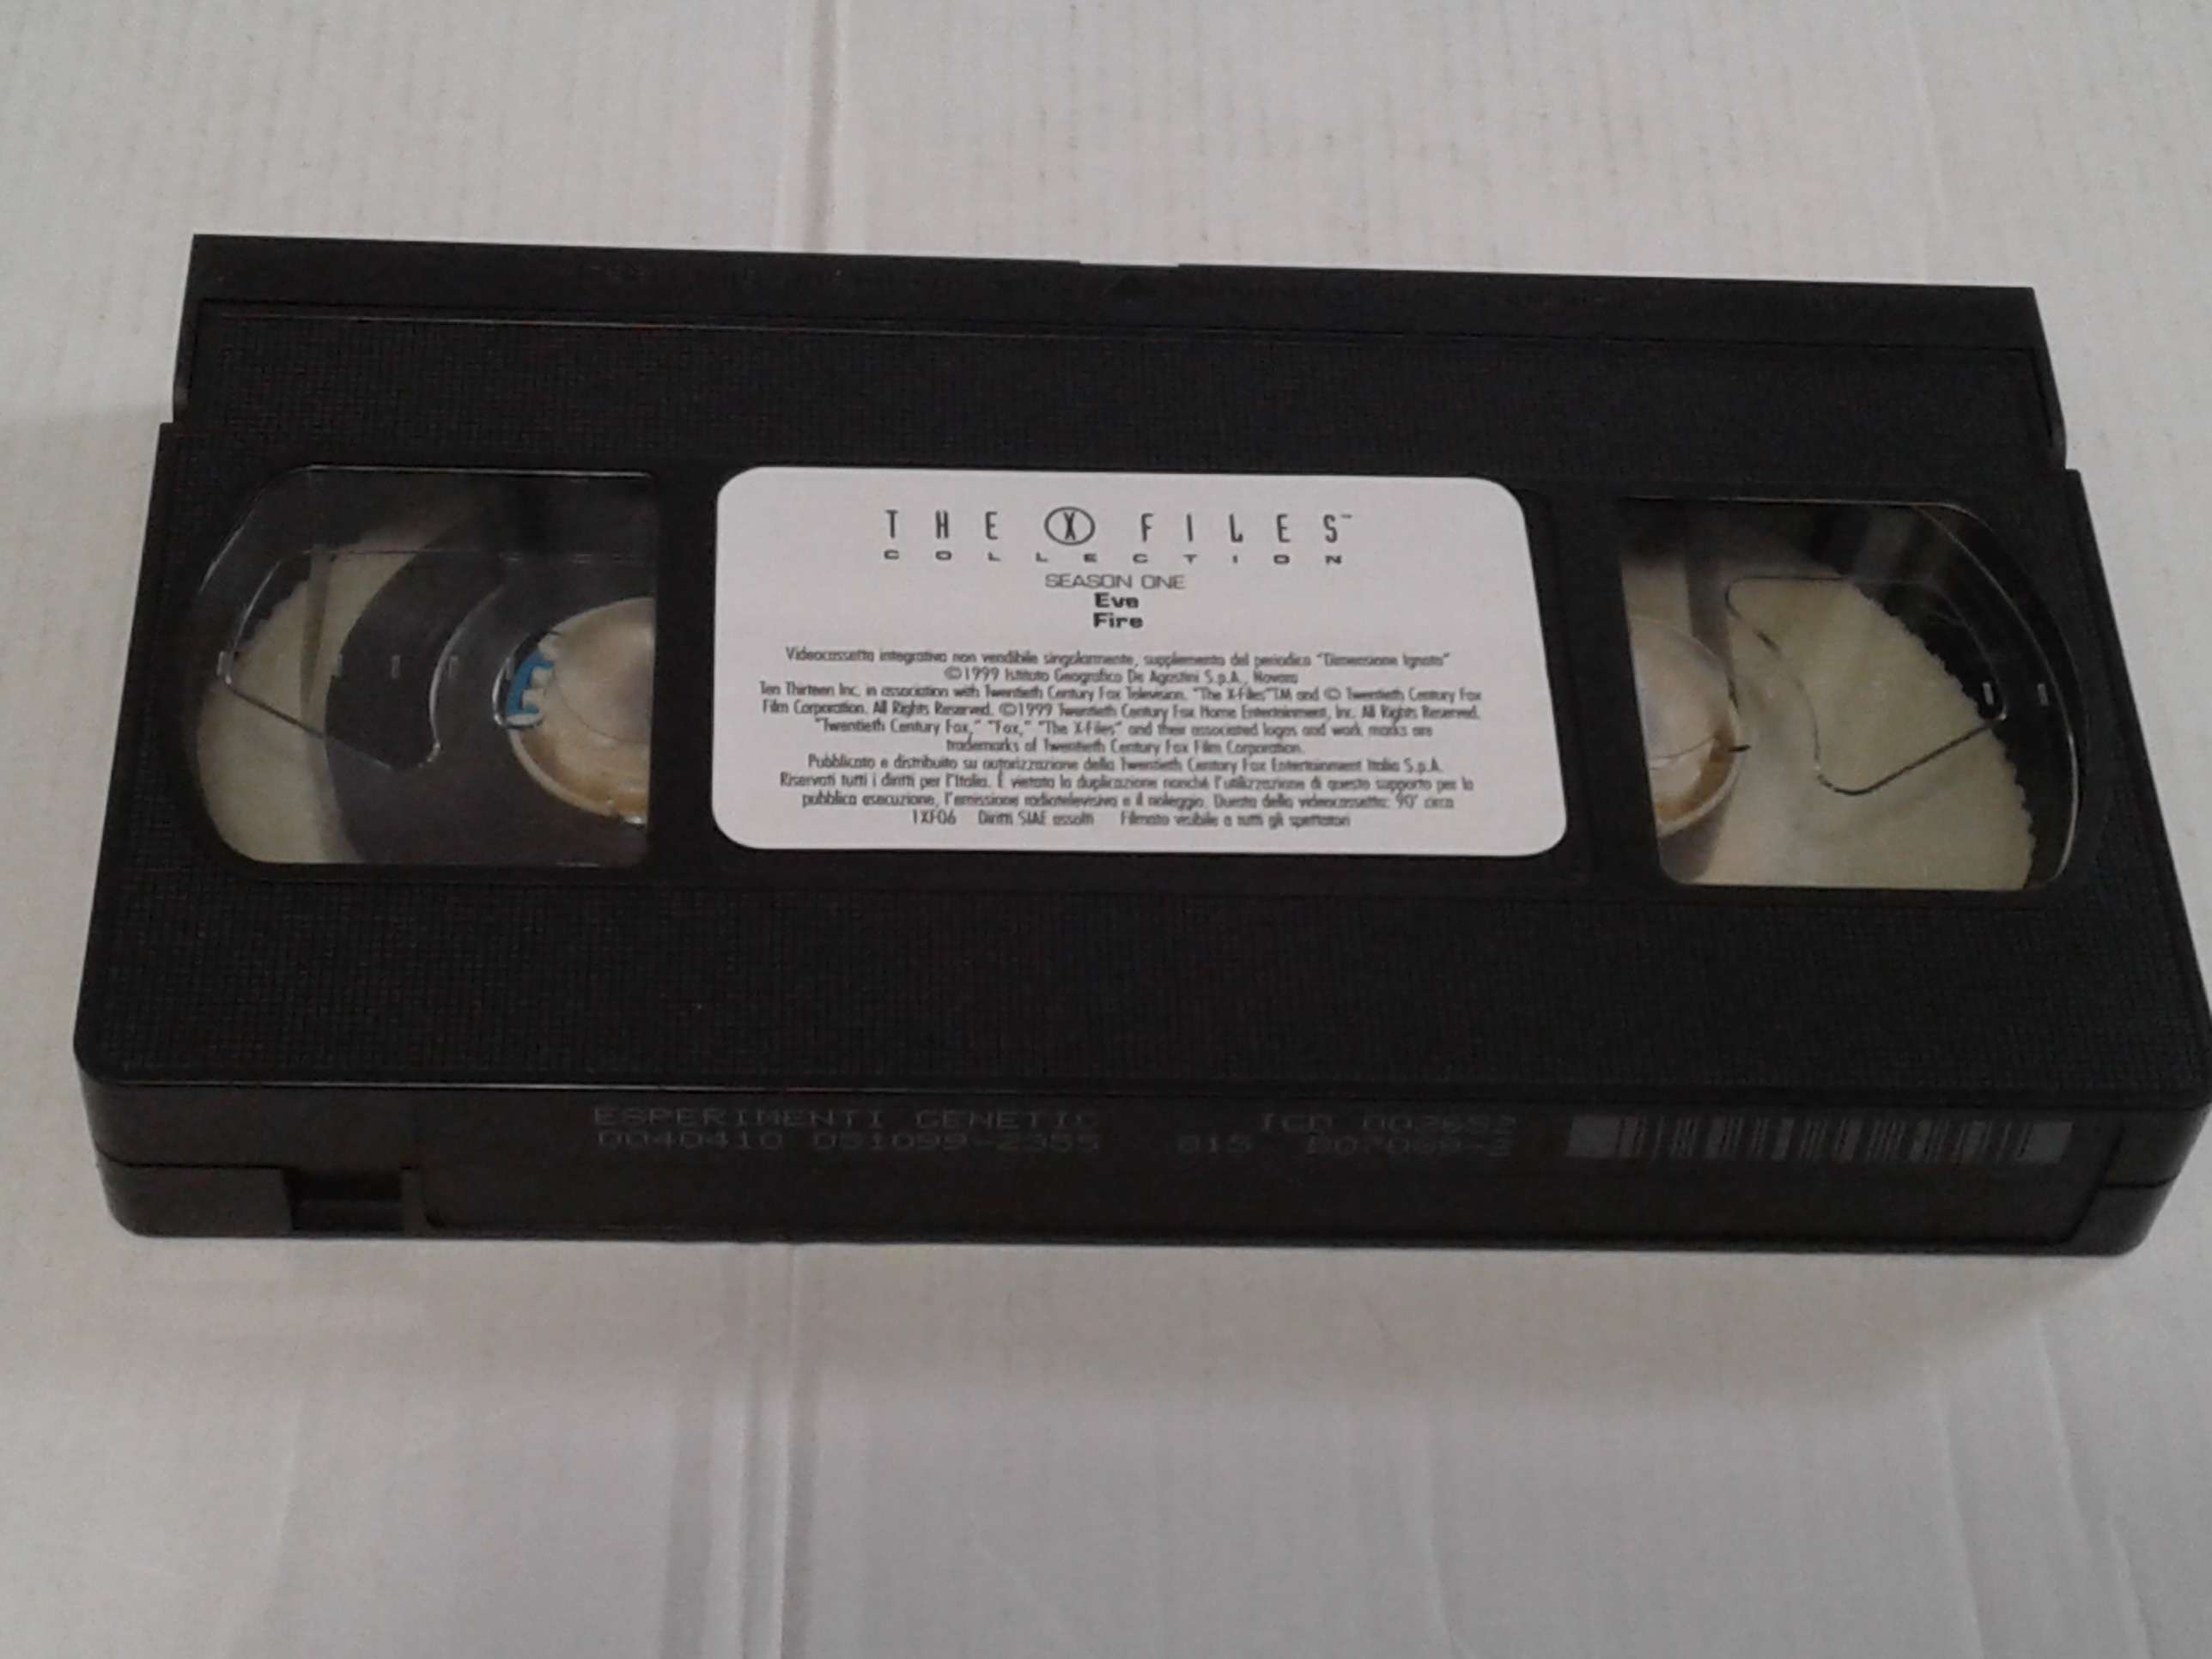 THE X FILES™
COLLECTION
SEASON ONE
Eve
Fire
Videocassetta integrativa non vendibile singolarmente, supplemento del periodico "Dimensione Ignota"
©1999 Istituto Geografico De Agostini S.p.A., Novara
Ten Thirteen Inc. in association with Twentieth Century Fox Television. "The X-Files"TM and © Twentieth Century Fox
Film Corporation. All Rights Reserved. ©1999 Twentieth Century Fox Home Entertainment, Inc. All Rights Reserved.
"Twentieth Century Fox," "Fox," "The X-Files" and their associated logos and work marks are
trademarks of Twentieth Century Fox Film Corporation.
Pubblicato e distribuito su autorizzazione della Twentieth Century Fox Entertainment Italia S.p.A.
Riservati tutti i diritti per l'Italia. È vietata la duplicazione nonché l'utilizzazione di questo supporto per la
pubblica esecuzione, l'emissione radiotelevisiva e il noleggio. Durata della videocassetta: 90' circa
1XF06 Diritti SIAE assolti Filmato visibile a tutti gli spettatori
ESPERIMENTI GENETIC
0040410 051099-2355 015